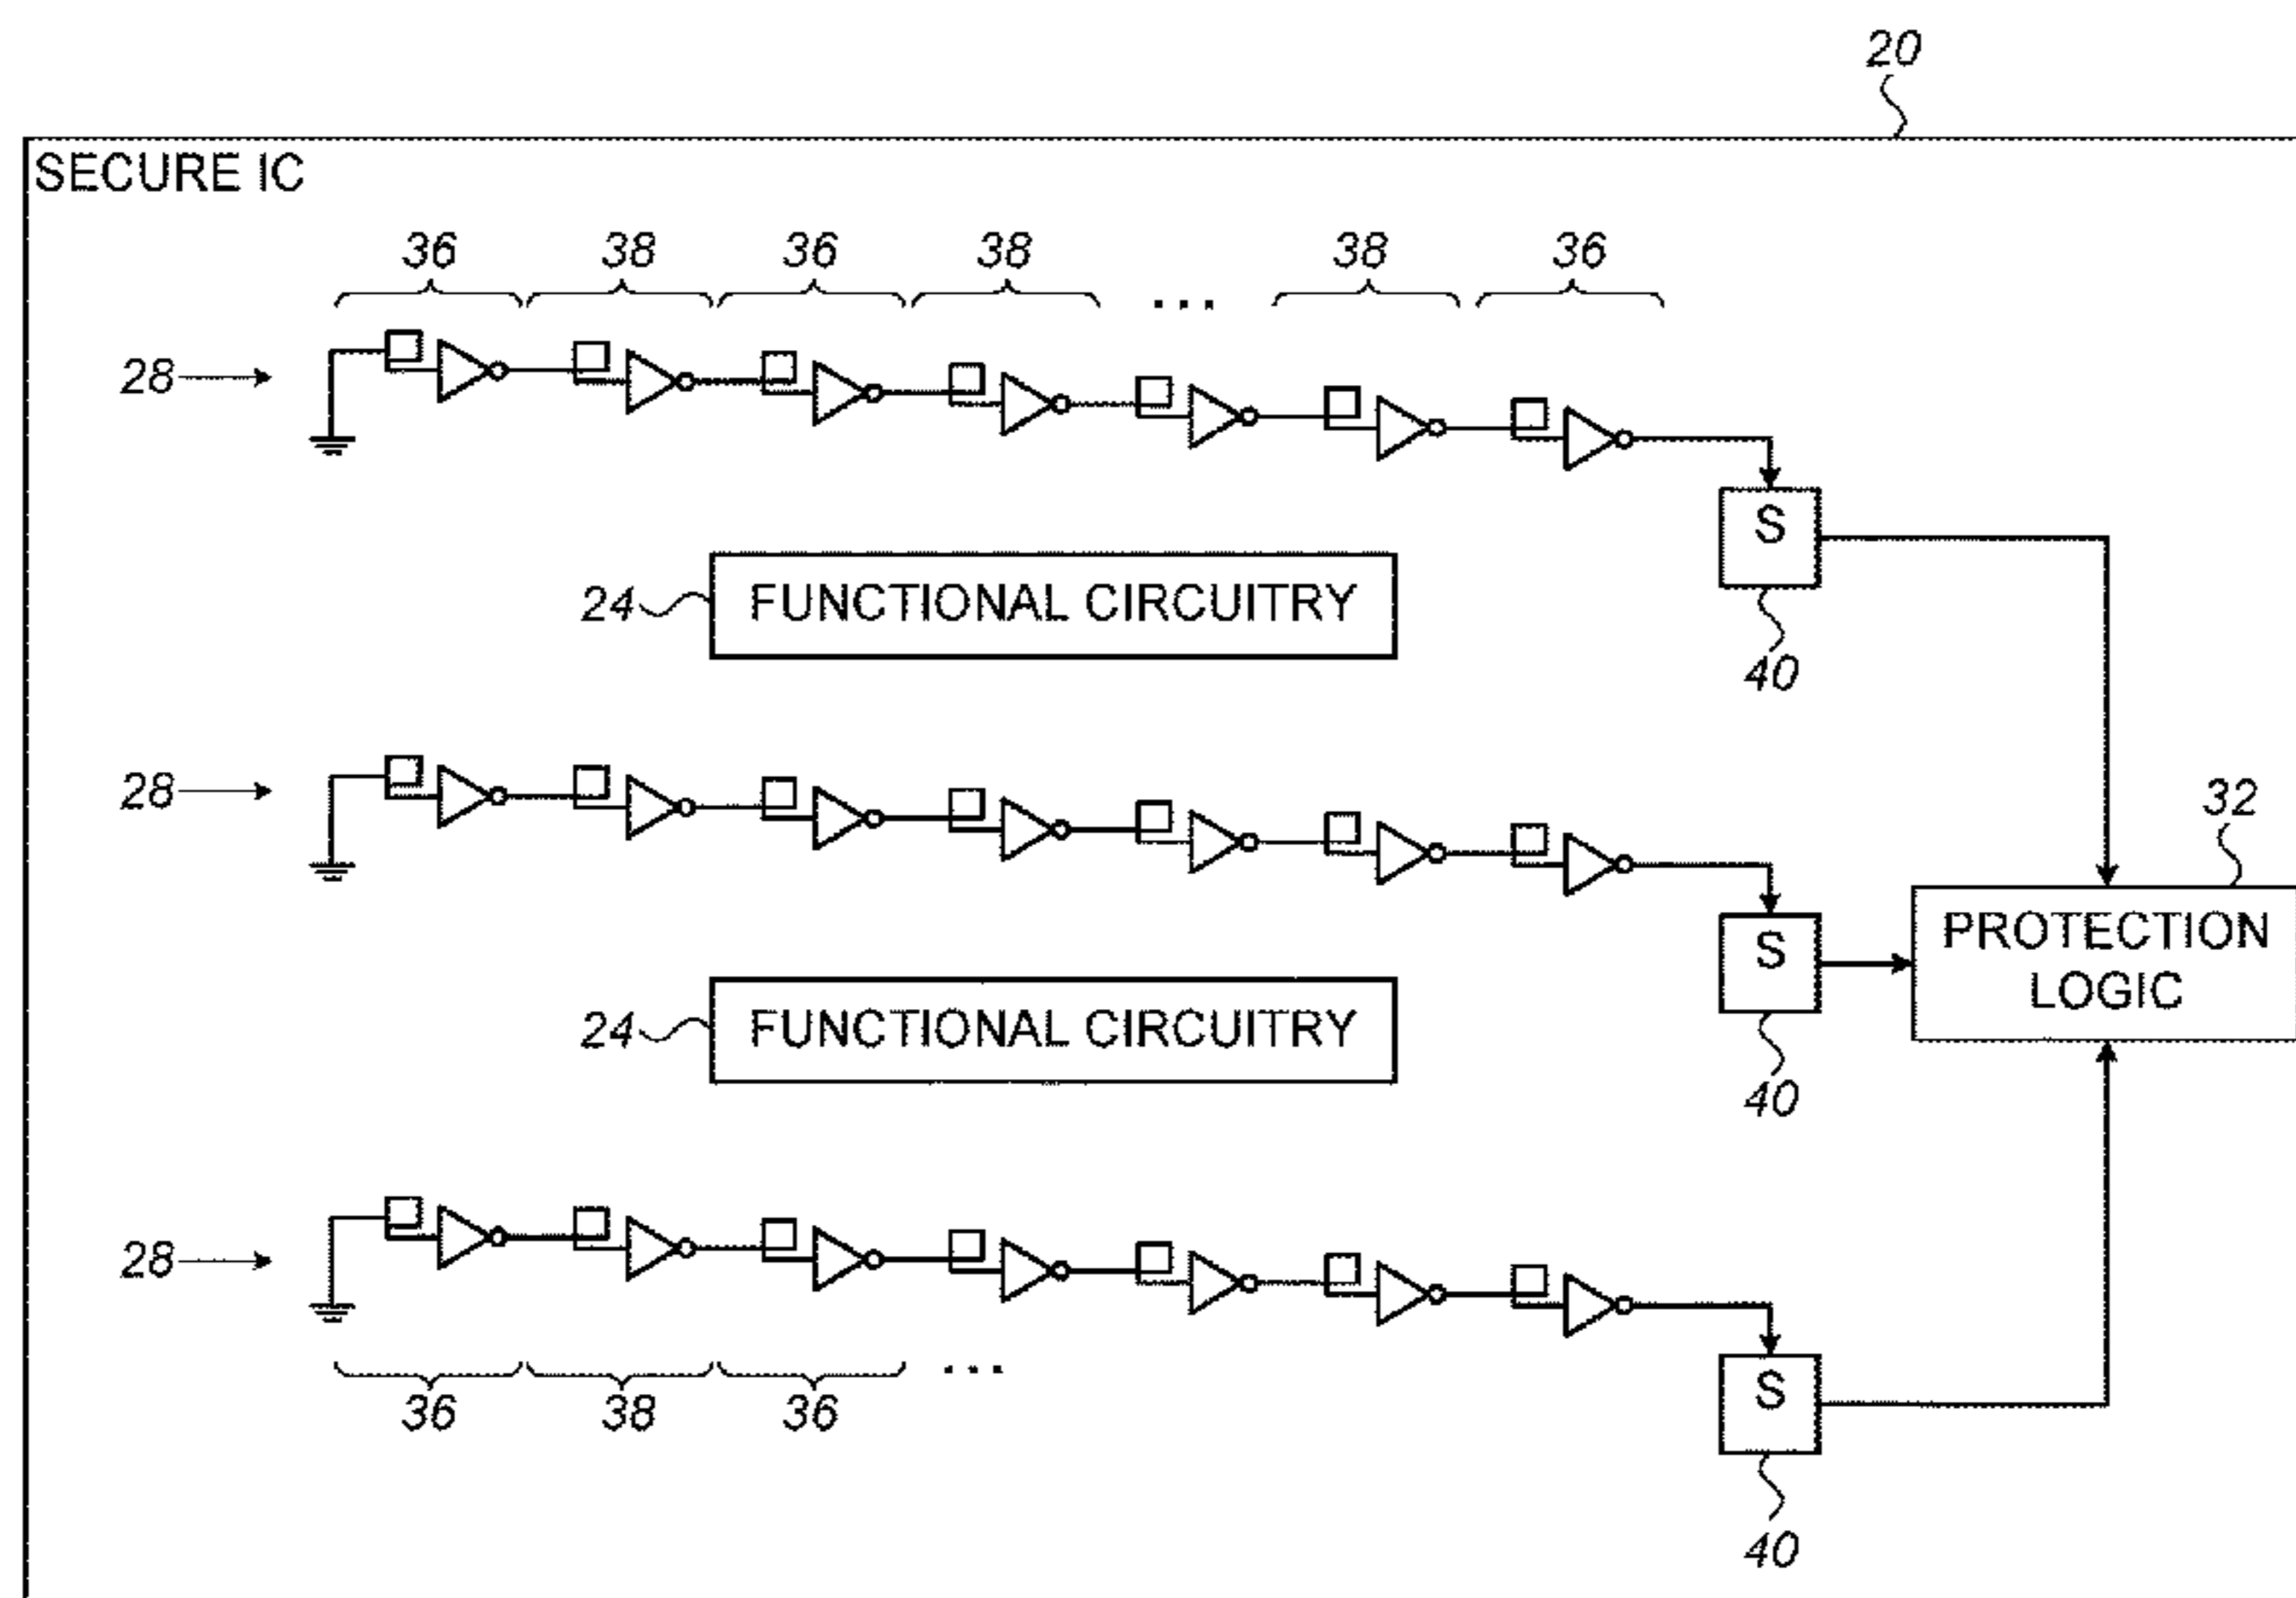 20
SECURE IC
36 38 36 38 ... 38 36
28
S
24 FUNCTIONAL CIRCUITRY
40
28
32
PROTECTION
LOGIC
S
24 FUNCTIONAL CIRCUITRY
40
28
36 38 36 ...
S
40